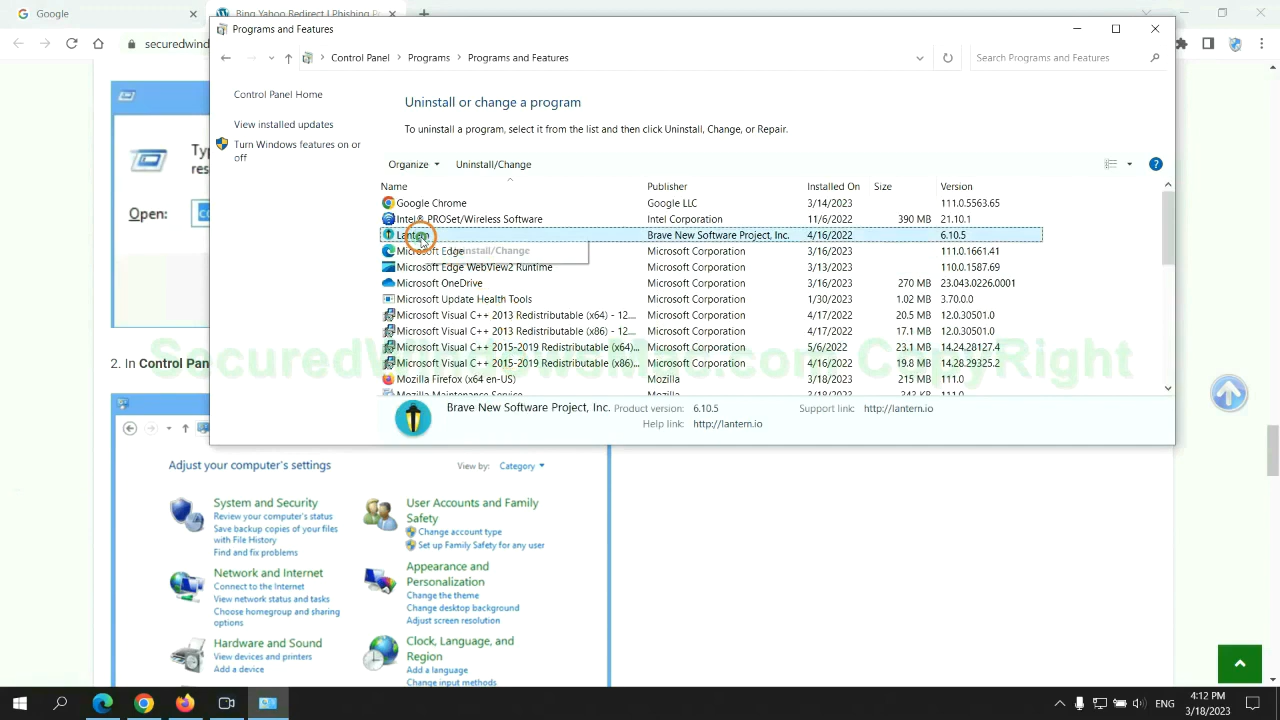 Google
Bing Yahoo Redirect | Phishing P
securedwind
Programs and Features
Control Panel > Programs > Programs and Features
Search Programs and Features
Control Panel Home
View installed updates
Turn Windows features on or
off
Uninstall or change a program
To uninstall a program, select it from the list and then click Uninstall, Change, or Repair.
Organize Uninstall/Change
Name Publisher Installed On Size Version
Google Chrome Google LLC 3/14/2023 111.0.5563.65
Intel® PROSet/Wireless Software Intel Corporation 11/6/2022 390 MB 21.10.1
Lantern Brave New Software Project, Inc. 4/16/2022 6.10.5
Microsoft Edge Microsoft Corporation 3/16/2023 111.0.1661.41
Uninstall/Change
Microsoft Edge WebView2 Runtime Microsoft Corporation 3/13/2023 110.0.1587.69
Microsoft OneDrive Microsoft Corporation 3/16/2023 270 MB 23.043.0226.0001
Microsoft Update Health Tools Microsoft Corporation 1/30/2023 1.02 MB 3.70.0.0
Microsoft Visual C++ 2013 Redistributable (x64) - 12.... Microsoft Corporation 4/17/2022 20.5 MB 12.0.30501.0
Microsoft Visual C++ 2013 Redistributable (x86) - 12.... Microsoft Corporation 4/17/2022 17.1 MB 12.0.30501.0
Microsoft Visual C++ 2015-2019 Redistributable (x64)... Microsoft Corporation 5/6/2022 23.1 MB 14.24.28127.4
Microsoft Visual C++ 2015-2019 Redistributable (x86)... Microsoft Corporation 4/16/2022 19.8 MB 14.28.29325.2
Mozilla Firefox (x64 en-US) Mozilla 3/18/2023 215 MB 111.0
Mozilla Maintenance Service Mozilla 3/18/2023 343 KB 111.0
Brave New Software Project, Inc. Product version: 6.10.5 Support link: http://lantern.io
Help link: http://lantern.io
Typ
res
Open: co
2. In Control Pan
Adjust your computer's settings View by: Category
System and Security
Review your computer's status
Save backup copies of your files
with File History
Find and fix problems
Network and Internet
Connect to the Internet
View network status and tasks
Choose homegroup and sharing
options
Hardware and Sound
View devices and printers
Add a device
User Accounts and Family
Safety
Change account type
Set up Family Safety for any user
Appearance and
Personalization
Change the theme
Change desktop background
Adjust screen resolution
Clock, Language, and
Region
Add a language
Change input methods
ENG
4:12 PM
3/18/2023